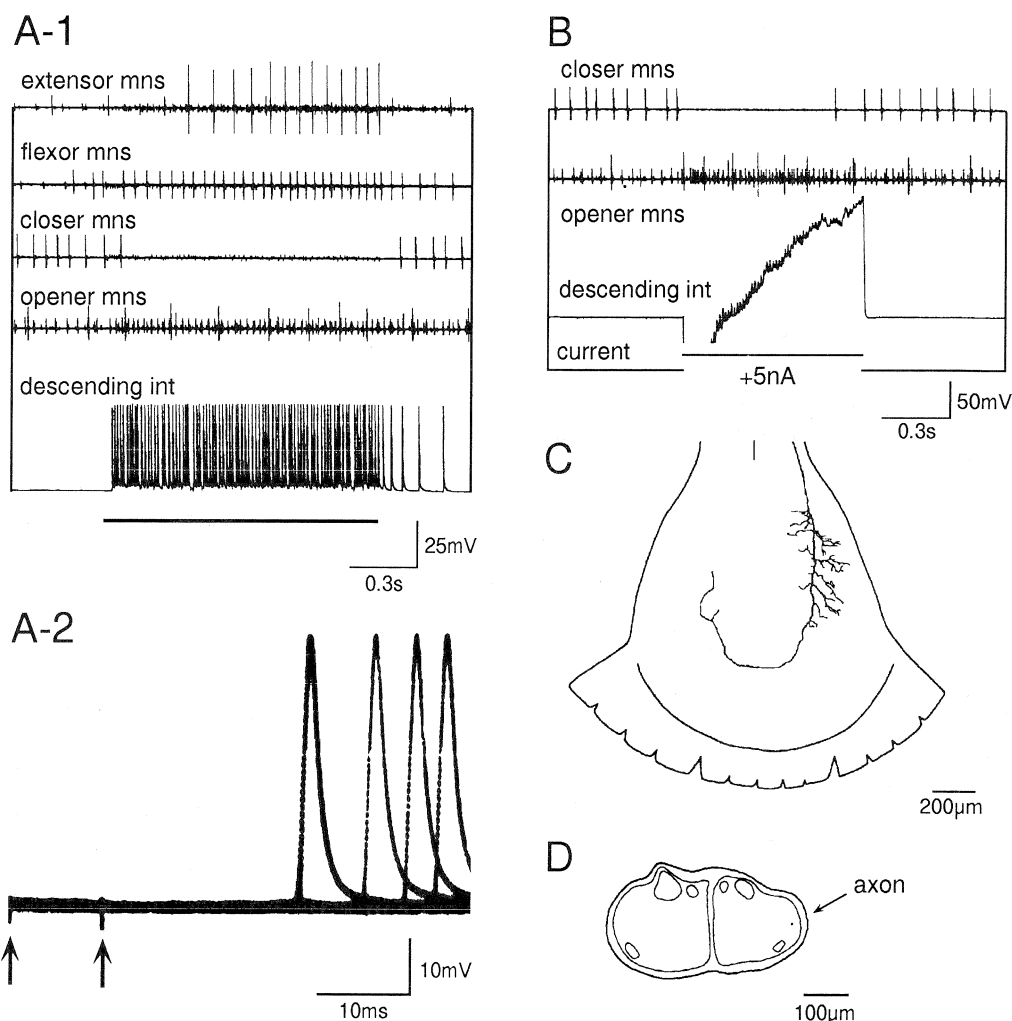 A-1
extensor mns
flexor mns
closer mns
opener mns
descending int
25mV
0.3s
A-2
10mV
10ms
B
closer mns
opener mns
descending int
current
+5nA
50mV
0.3s
C
200μm
D
axon
100μm